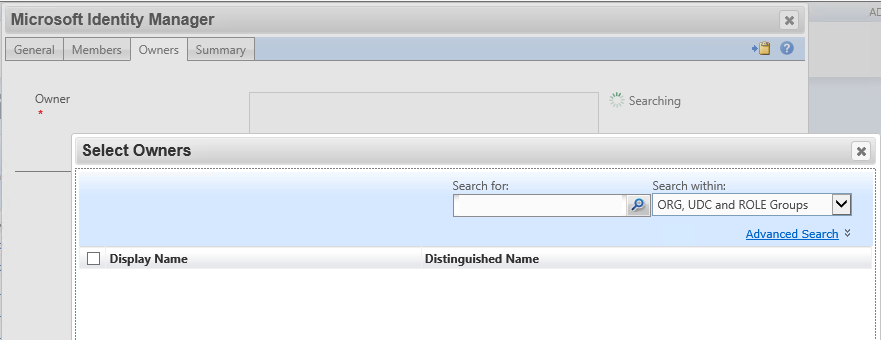 Microsoft Identity Manager
AD
General Members Owners Summary
Owner
*
Searching
Select Owners
Search for: Search within:
ORG, UDC and ROLE Groups
Advanced Search
Display Name Distinguished Name